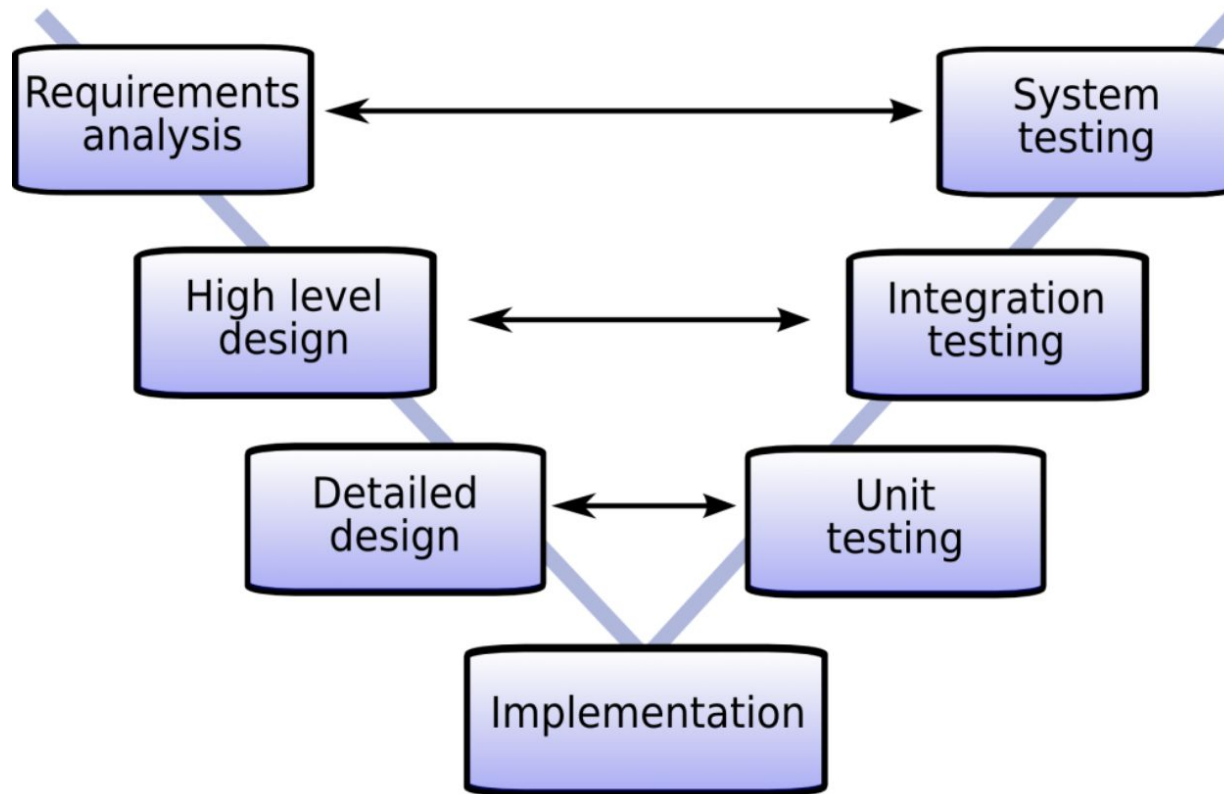 Requirements
analysis
System
testing
High level
design
Integration
testing
Detailed
design
Unit
testing
Implementation